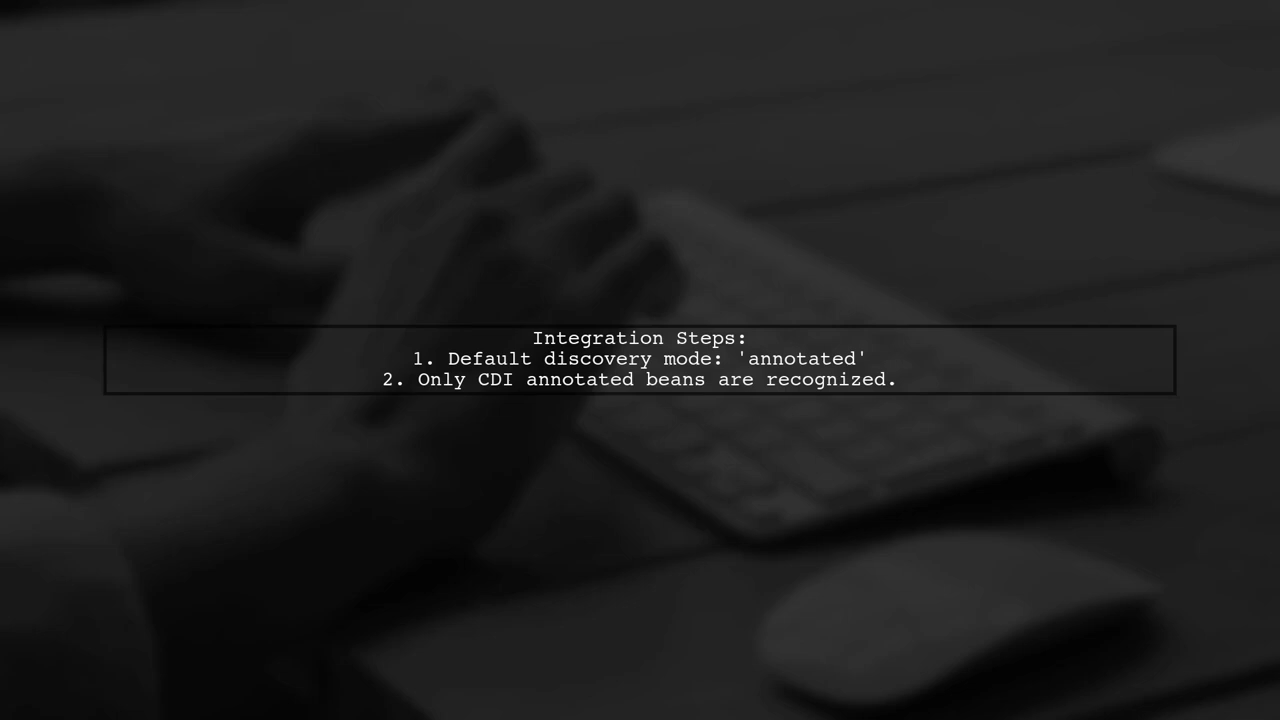 Integration Steps:
1. Default discovery mode: 'annotated'
2. Only CDI annotated beans are recognized.